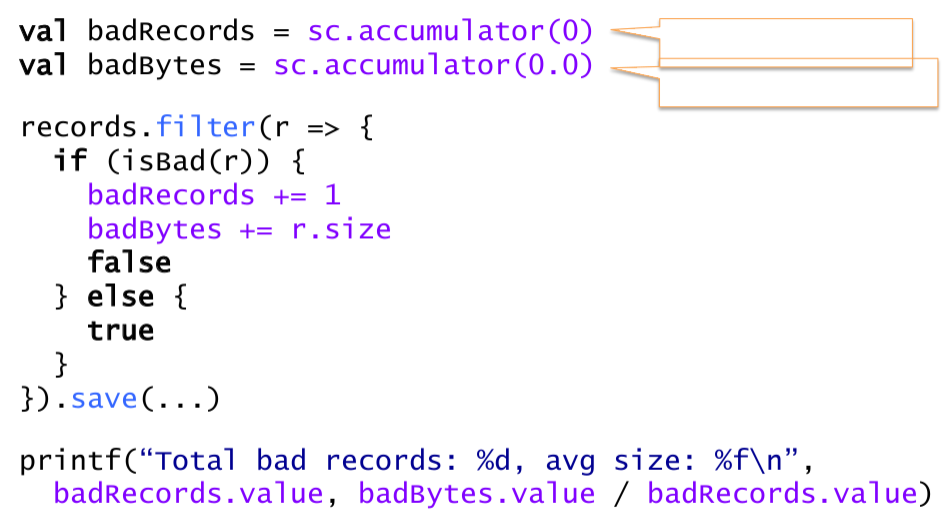 val badRecords = sc.accumulator(0)
val badBytes = sc.accumulator(0.0)
records.filter(r => {
  if (isBad(r)) {
    badRecords += 1
    badBytes += r.size
    false
  } else {
    true
  }
}).save(...)
printf(“Total bad records: %d, avg size: %f\n”,
  badRecords.value, badBytes.value / badRecords.value)